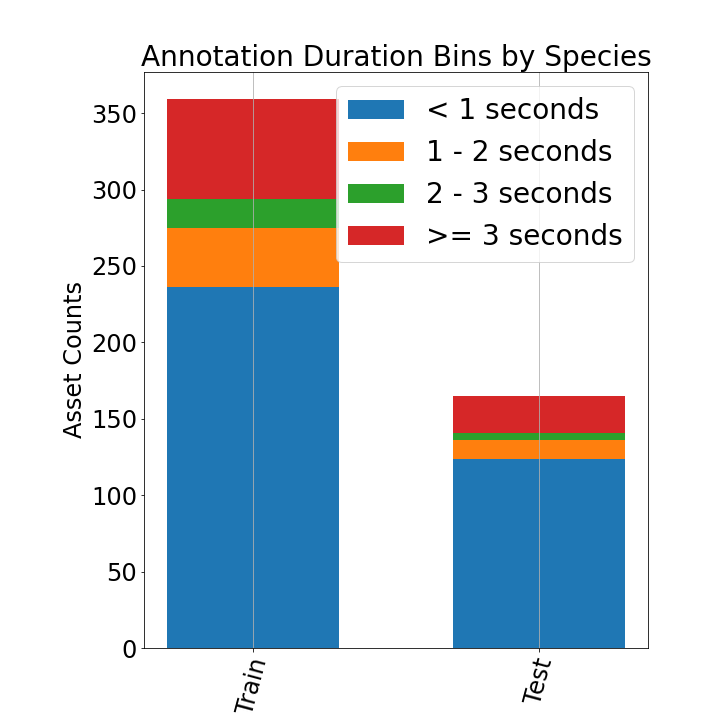 Annotation Duration Bins by Species
< 1 seconds
1 - 2 seconds
2 - 3 seconds
>= 3 seconds
Asset Counts
350
300
250
200
150
100
50
0
Train
Test